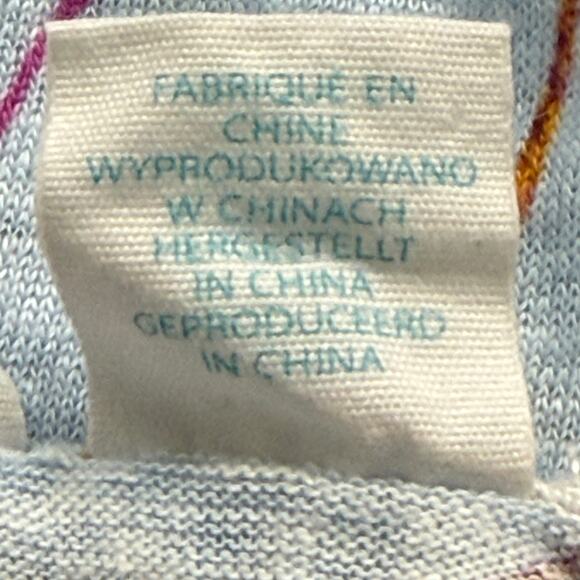 FABRIQUÉ EN
CHINE
WYPRODUKOWANO
W CHINACH
HERGESTELLT
IN CHINA
GEPRODUCEERD
IN CHINA